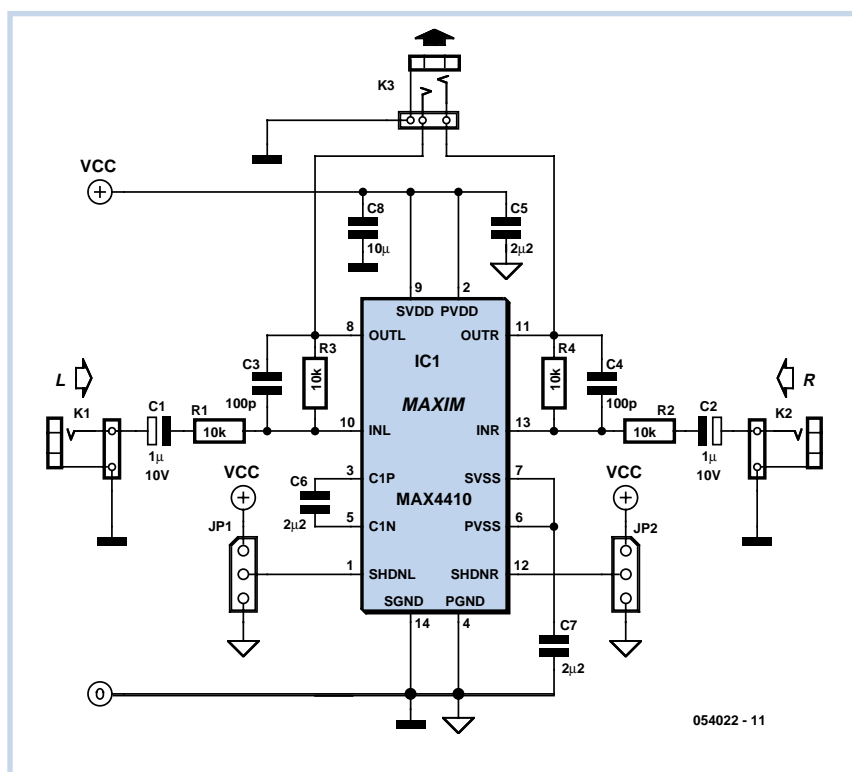 K3
VCC
C8
10µ
C5
2µ2
9
2
SVDD PVDD
8
OUTL
OUTR
11
R3
10k
IC1
R4
10k
C3
100p
C4
100p
L
R
K1
C1
1µ
10V
R1
10k
MAXIM
10
INL
INR
13
R2
10k
C2
1µ
10V
K2
VCC
C6
2µ2
3
C1P
SVSS
7
VCC
MAX4410
5
C1N
PVSS
6
JP1
JP2
1
SHDNL
SHDNR
12
SGND
PGND
14
4
C7
2µ2
0
054022 - 11